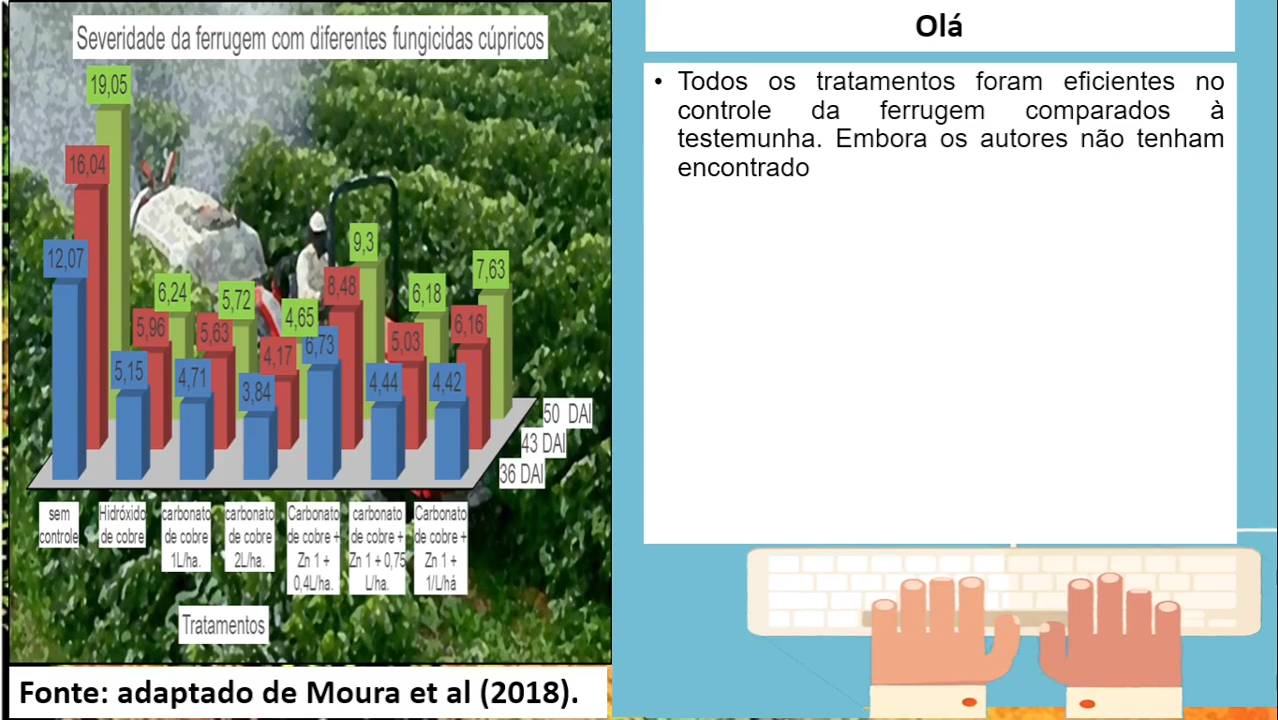 Severidade da ferrugem com diferentes fungicidas cúpricos
19,05
16,04
12,07
5,15
5,96
6,24
4,71
5,63
5,72
3,84
4,17
4,65
6,73
8,48
9,3
4,44
5,03
6,18
4,42
6,16
7,63
50 DAI
43 DAI
36 DAI
sem
controle
Hidróxido
de cobre
carbonato
de cobre
1L/ha.
carbonato
de cobre
2L/ha.
Carbonato
de cobre +
Zn 1 +
0,4L/ha.
carbonato
de cobre +
Zn 1 + 0,75
L/ha.
Carbonato
de cobre +
Zn 1 +
1/L/há
Tratamentos
Fonte: adaptado de Moura et al (2018).
Olá
• Todos os tratamentos foram eficientes no
controle da ferrugem comparados à
testemunha. Embora os autores não tenham
encontrado